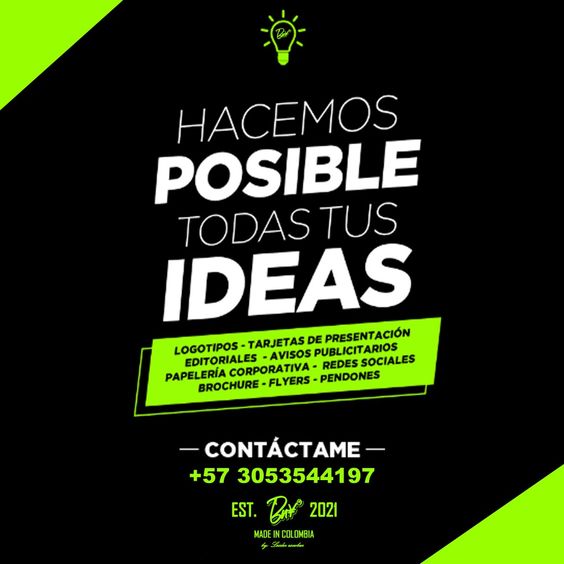 HACEMOS
POSIBLE
TODAS TUS
IDEAS
LOGOTIPOS - TARJETAS DE PRESENTACIÓN
EDITORIALES - AVISOS PUBLICITARIOS
PAPELERÍA CORPORATIVA - REDES SOCIALES
BROCHURE - FLYERS - PENDONES
CONTÁCTAME
+57 3053544197
EST. 2021
MADE IN COLOMBIA
by